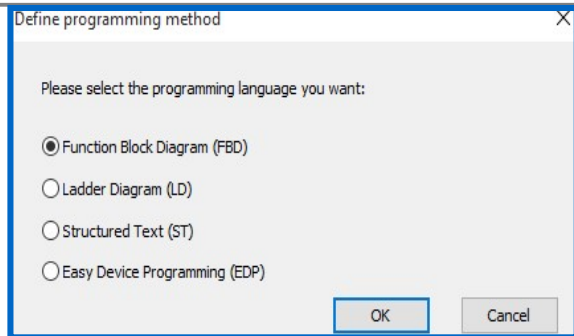 Define programming method
Please select the programming language you want:
Function Block Diagram (FBD)
Ladder Diagram (LD)
Structured Text (ST)
Easy Device Programming (EDP)
OK Cancel